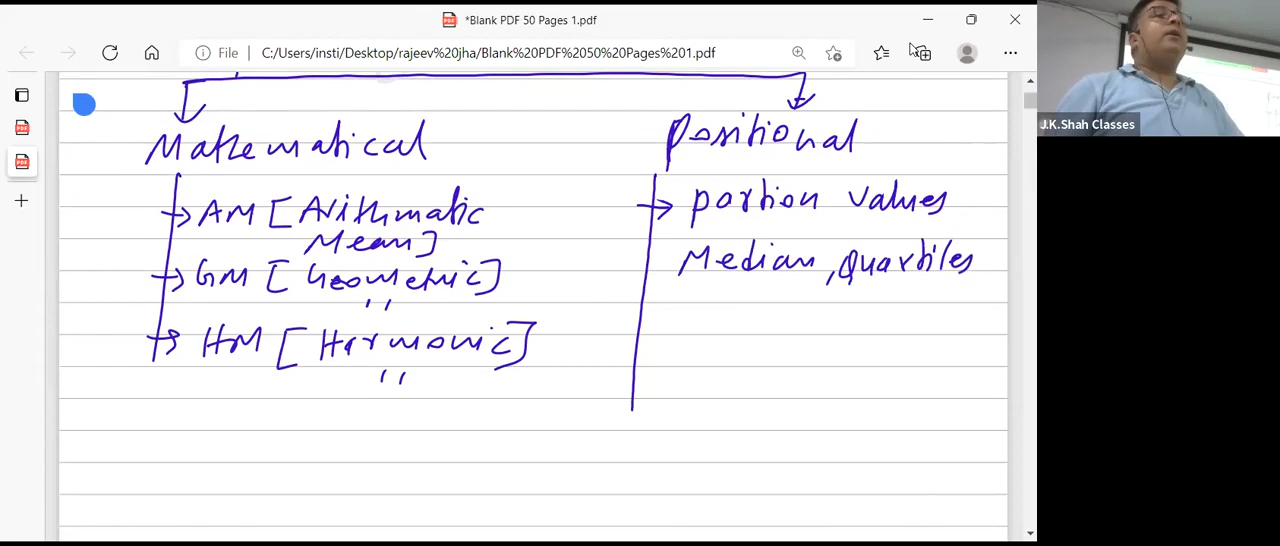 *Blank PDF 50 Pages 1.pdf
File C:/Users/insti/Desktop/rajeev%20jha/Blank%20PDF%2050%20Pages%201.pdf
J.K.Shah Classes
Mathematical
AM [Arithmatic
Mean]
GM [Geometric]
" 
HM [Harmonic]
"
Positional
Partion values
Median, Quartiles